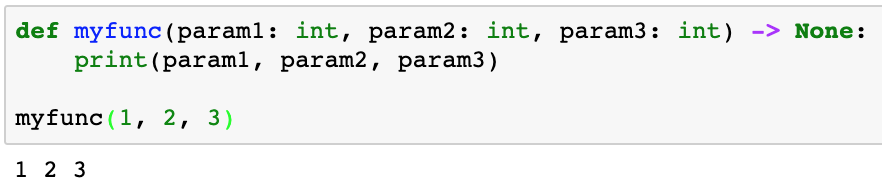 def myfunc(param1: int, param2: int, param3: int) -> None:
    print(param1, param2, param3)
myfunc(1, 2, 3)
1 2 3